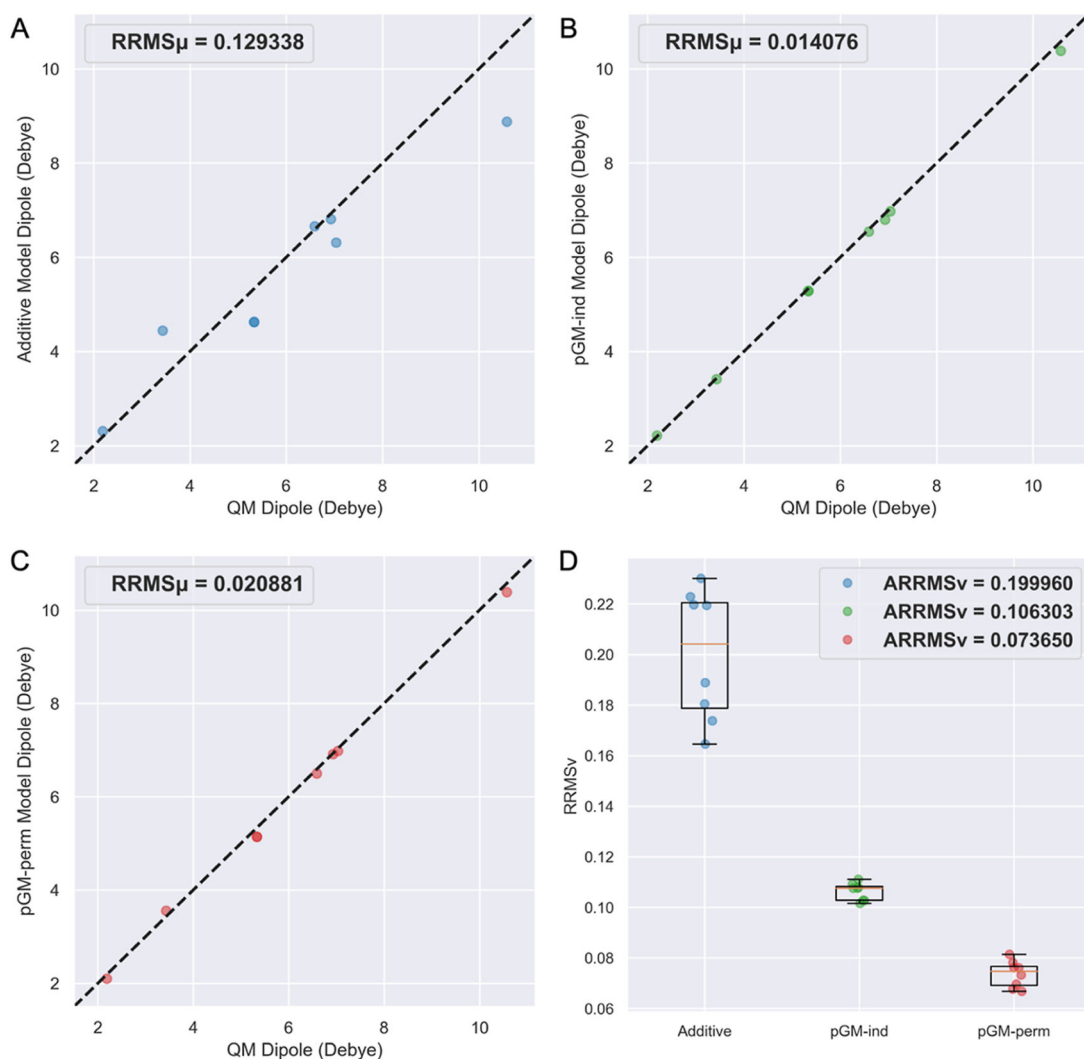 A
RRMSμ = 0.129338
10
8
6
4
2
Additive Model Dipole (Debye)
2 4 6 8 10
QM Dipole (Debye)
B
RRMSμ = 0.014076
10
8
6
4
2
pGM-ind Model Dipole (Debye)
2 4 6 8 10
QM Dipole (Debye)
C
RRMSμ = 0.020881
10
8
6
4
2
pGM-perm Model Dipole (Debye)
2 4 6 8 10
QM Dipole (Debye)
D
ARRMSv = 0.199960
ARRMSv = 0.106303
ARRMSv = 0.073650
0.22
0.20
0.18
0.16
0.14
0.12
0.10
0.08
0.06
RRMSv
Additive pGM-ind pGM-perm